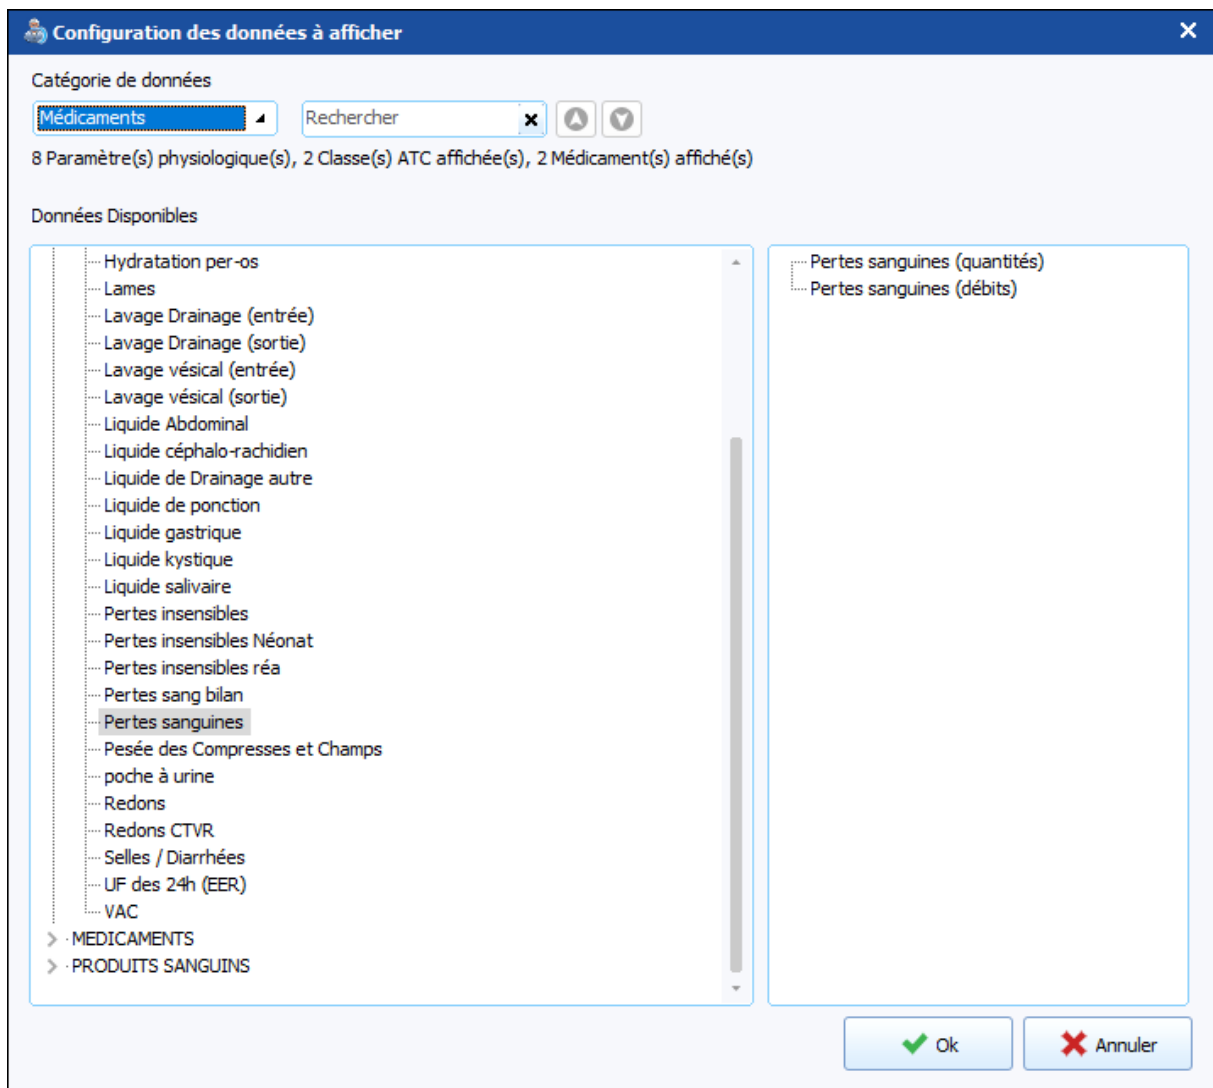 Configuration des données à afficher
Catégorie de données
Médicaments
Rechercher
8 Paramètre(s) physiologique(s), 2 Classe(s) ATC affichée(s), 2 Médicament(s) affiché(s)
Données Disponibles
Hydratation per-os
Lames
Lavage Drainage (entrée)
Lavage Drainage (sortie)
Lavage vésical (entrée)
Lavage vésical (sortie)
Liquide Abdominal
Liquide céphalo-rachidien
Liquide de Drainage autre
Liquide de ponction
Liquide gastrique
Liquide kystique
Liquide salivaire
Pertes insensibles
Pertes insensibles Néonat
Pertes insensibles réa
Pertes sang bilan
Pertes sanguines
Pesée des Compresses et Champs
poche à urine
Redons
Redons CTVR
Selles / Diarrhées
UF des 24h (EER)
VAC
MEDICAMENTS
PRODUITS SANGUINS
Pertes sanguines (quantités)
Pertes sanguines (débits)
Ok
Annuler